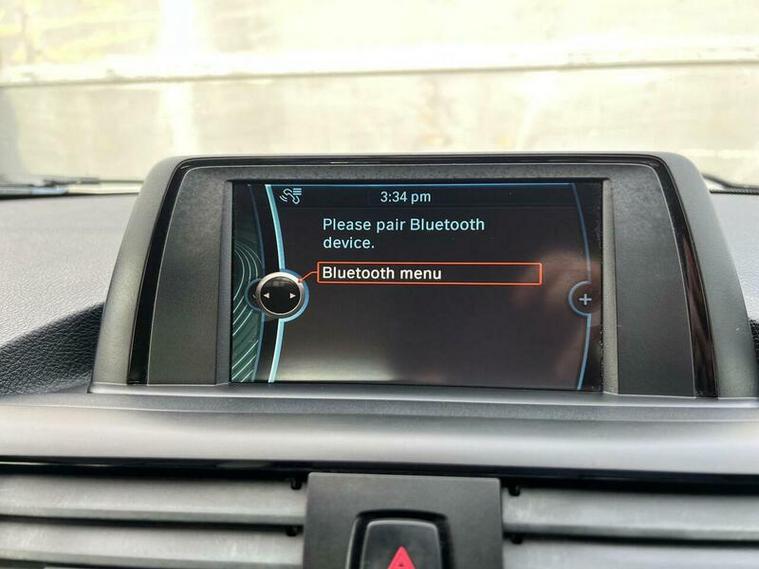 3:34 pm
Please pair Bluetooth
device.
Bluetooth menu